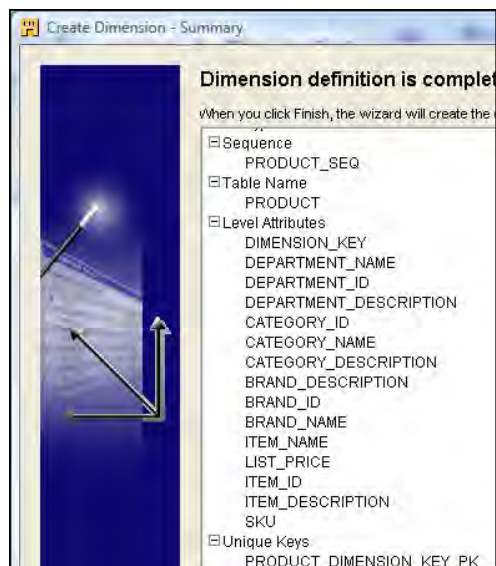 Create Dimension - Summary
Dimension definition is complet
When you click Finish, the wizard will create the
Sequence
PRODUCT_SEQ
Table Name
PRODUCT
Level Attributes
DIMENSION_KEY
DEPARTMENT_NAME
DEPARTMENT_ID
DEPARTMENT_DESCRIPTION
CATEGORY_ID
CATEGORY_NAME
CATEGORY_DESCRIPTION
BRAND_DESCRIPTION
BRAND_ID
BRAND_NAME
ITEM_NAME
LIST_PRICE
ITEM_ID
ITEM_DESCRIPTION
SKU
Unique Keys
PRODUCT_DIMENSION_KEY_PK